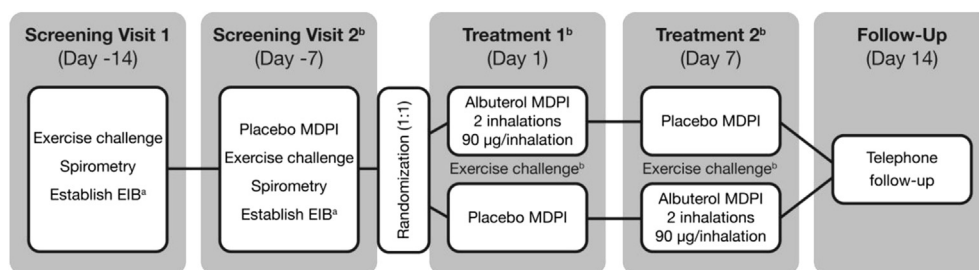 Screening Visit 1
(Day -14)
Exercise challenge
Spirometry
Establish EIBᵃ
Screening Visit 2ᵇ
(Day -7)
Placebo MDPI
Exercise challenge
Spirometry
Establish EIBᵃ
Randomization (1:1)
Treatment 1ᵇ
(Day 1)
Albuterol MDPI
2 inhalations
90 µg/inhalation
Exercise challengeᵇ
Placebo MDPI
Treatment 2ᵇ
(Day 7)
Placebo MDPI
Exercise challengeᵇ
Albuterol MDPI
2 inhalations
90 µg/inhalation
Follow-Up
(Day 14)
Telephone
follow-up